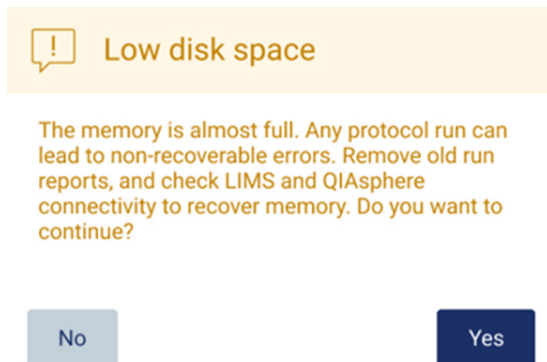 !
Low disk space
The memory is almost full. Any protocol run can
lead to non-recoverable errors. Remove old run
reports, and check LIMS and QIAsphere
connectivity to recover memory. Do you want to
continue?
No
Yes